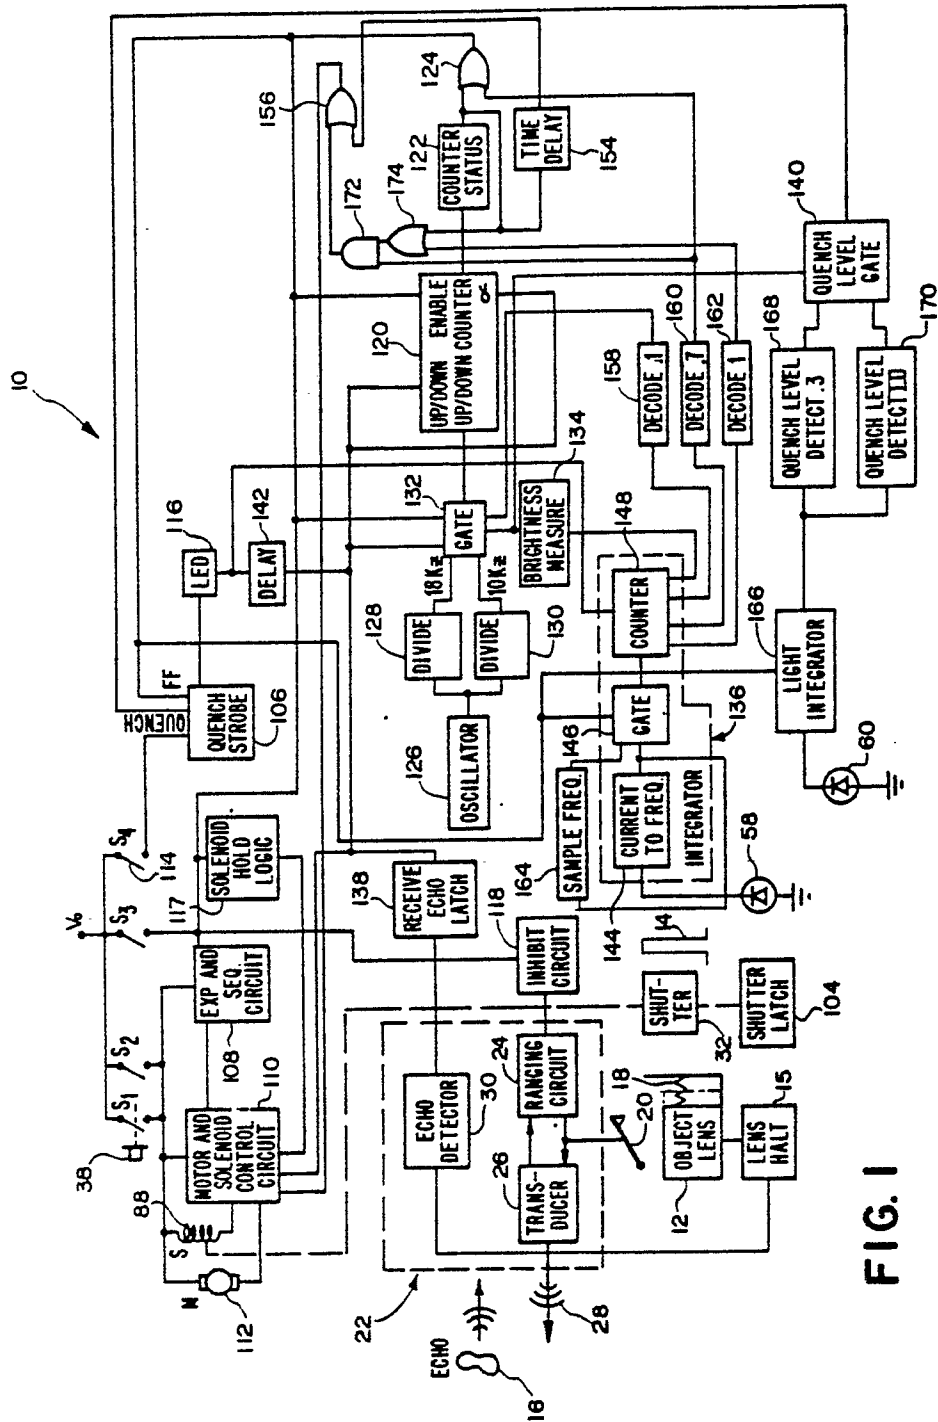 10
V₀
38
S₁
S₂
S₃
S₄
114
QUENCH
FF
M
112
S
88
MOTOR AND
SOLENOID
CONTROL
CIRCUIT
110
108
EXP AND
SEQ.
CIRCUIT
117
SOLENOID
HOLD
LOGIC
QUENCH
STROBE
106
LED
116
DELAY
142
156
172
174
124
122
COUNTER
STATUS
TIME
DELAY
154
120
UP/DOWN ENABLE
UP/DOWN COUNTER
α
132
GATE
18Kz
10Kz
128
DIVIDE
DIVIDE
130
126
OSCILLATOR
BRIGHTNESS
MEASURE
134
158
DECODE .1
160
DECODE .7
162
DECODE 1
140
QUENCH
LEVEL
GATE
168
QUENCH LEVEL
DETECT .3
170
QUENCH LEVEL
DETECT 1.0
166
LIGHT
INTEGRATOR
60
148
COUNTER
146
GATE
136
CURRENT
TO FREQ.
INTEGRATOR
144
58
SAMPLE FREQ.
164
138
RECEIVE
ECHO
LATCH
118
INHIBIT
CIRCUIT
14
SHUT-
TER
32
SHUTTER
LATCH
104
22
ECHO
DETECTOR
30
24
RANGING
CIRCUIT
26
TRANS-
DUCER
28
ECHO
16
20
18
OBJECT
LENS
12
LENS
HALT
15
FIG. 1